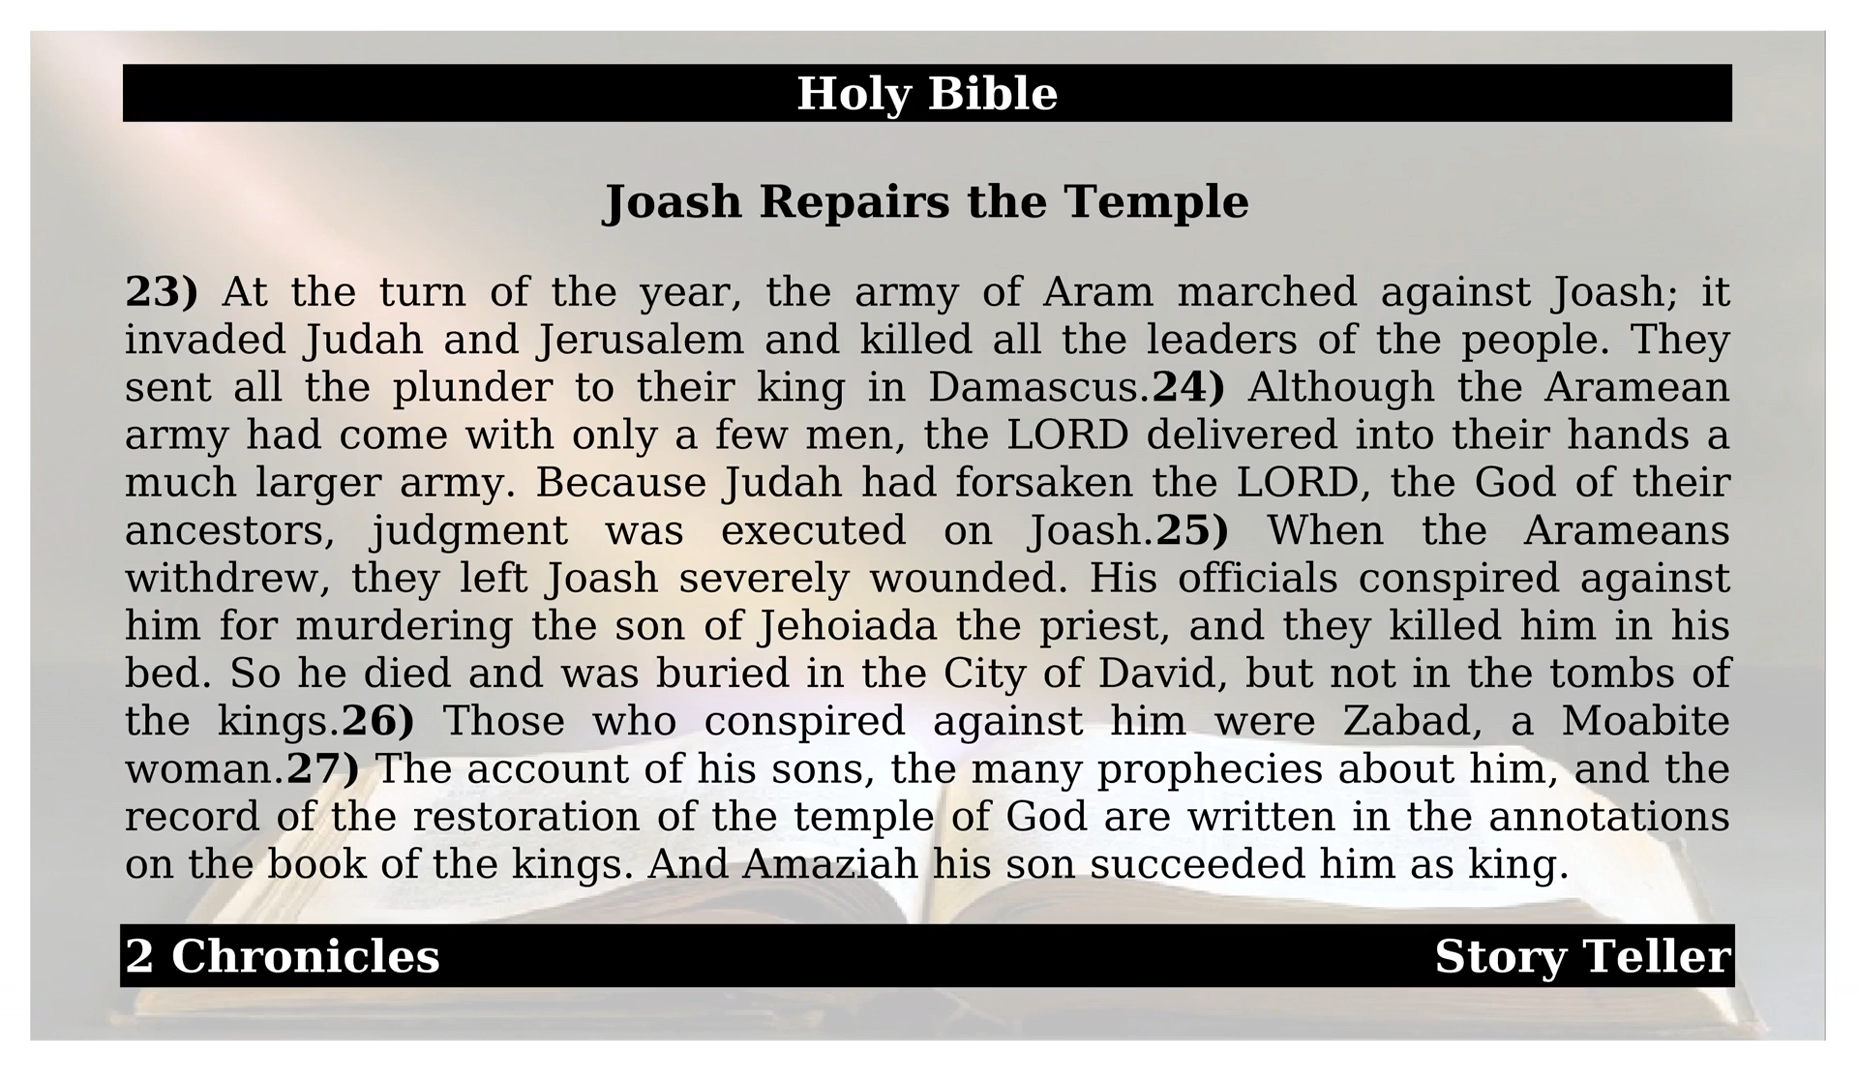 Holy Bible
Joash Repairs the Temple
23) At the turn of the year, the army of Aram marched against Joash; it
invaded Judah and Jerusalem and killed all the leaders of the people. They
sent all the plunder to their king in Damascus.24) Although the Aramean
army had come with only a few men, the LORD delivered into their hands a
much larger army. Because Judah had forsaken the LORD, the God of their
ancestors, judgment was executed on Joash.25) When the Arameans
withdrew, they left Joash severely wounded. His officials conspired against
him for murdering the son of Jehoiada the priest, and they killed him in his
bed. So he died and was buried in the City of David, but not in the tombs of
the kings.26) Those who conspired against him were Zabad, a Moabite
woman.27) The account of his sons, the many prophecies about him, and the
record of the restoration of the temple of God are written in the annotations
on the book of the kings. And Amaziah his son succeeded him as king.
2 Chronicles Story Teller